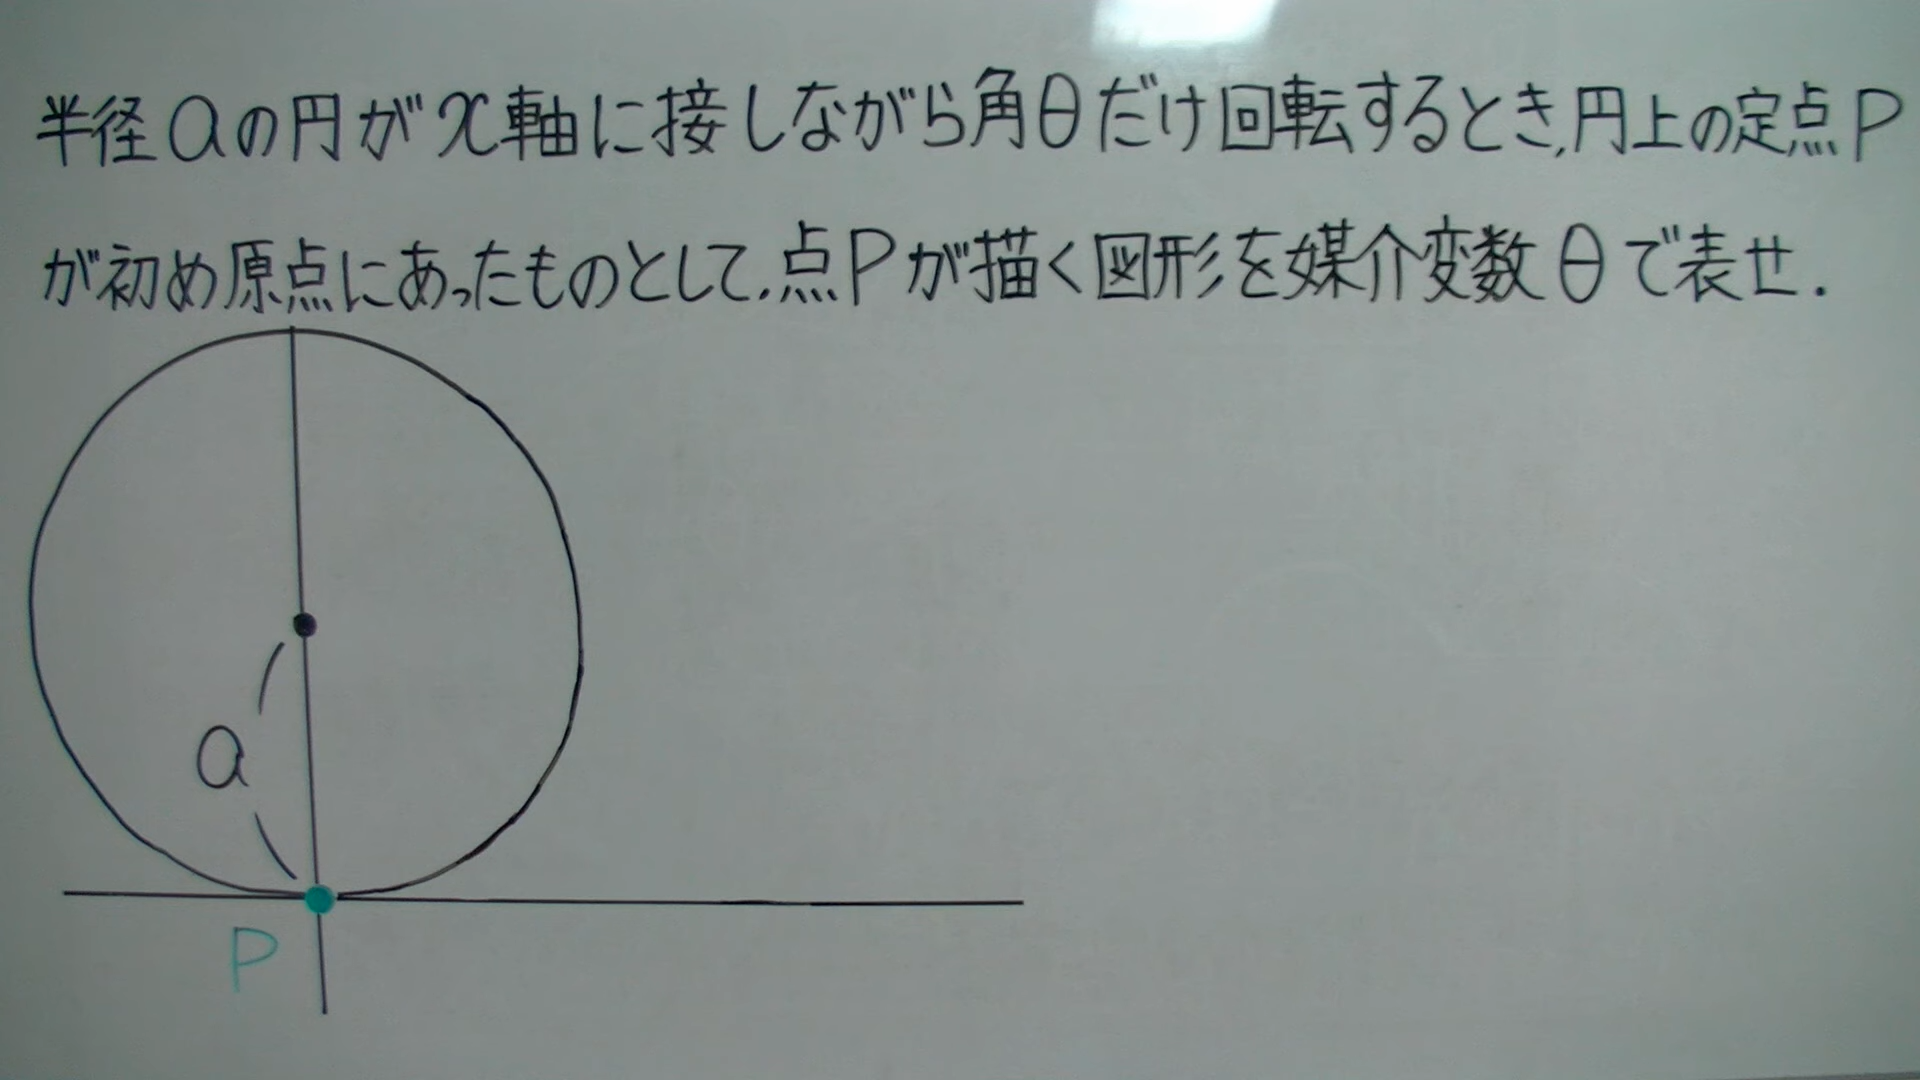 半径aの円がx軸に接しながら角θだけ回転するとき,円上の定点P
が初め原点にあったものとして,点Pが描く図形を媒介変数θで表せ.
a
P